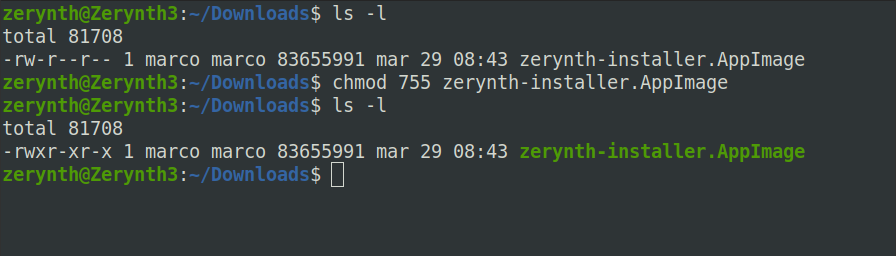 zerynth@Zerynth3:~/Downloads$ ls -l
total 81708
-rw-r--r-- 1 marco marco 83655991 mar 29 08:43 zerynth-installer.AppImage
zerynth@Zerynth3:~/Downloads$ chmod 755 zerynth-installer.AppImage
zerynth@Zerynth3:~/Downloads$ ls -l
total 81708
-rwxr-xr-x 1 marco marco 83655991 mar 29 08:43 zerynth-installer.AppImage
zerynth@Zerynth3:~/Downloads$